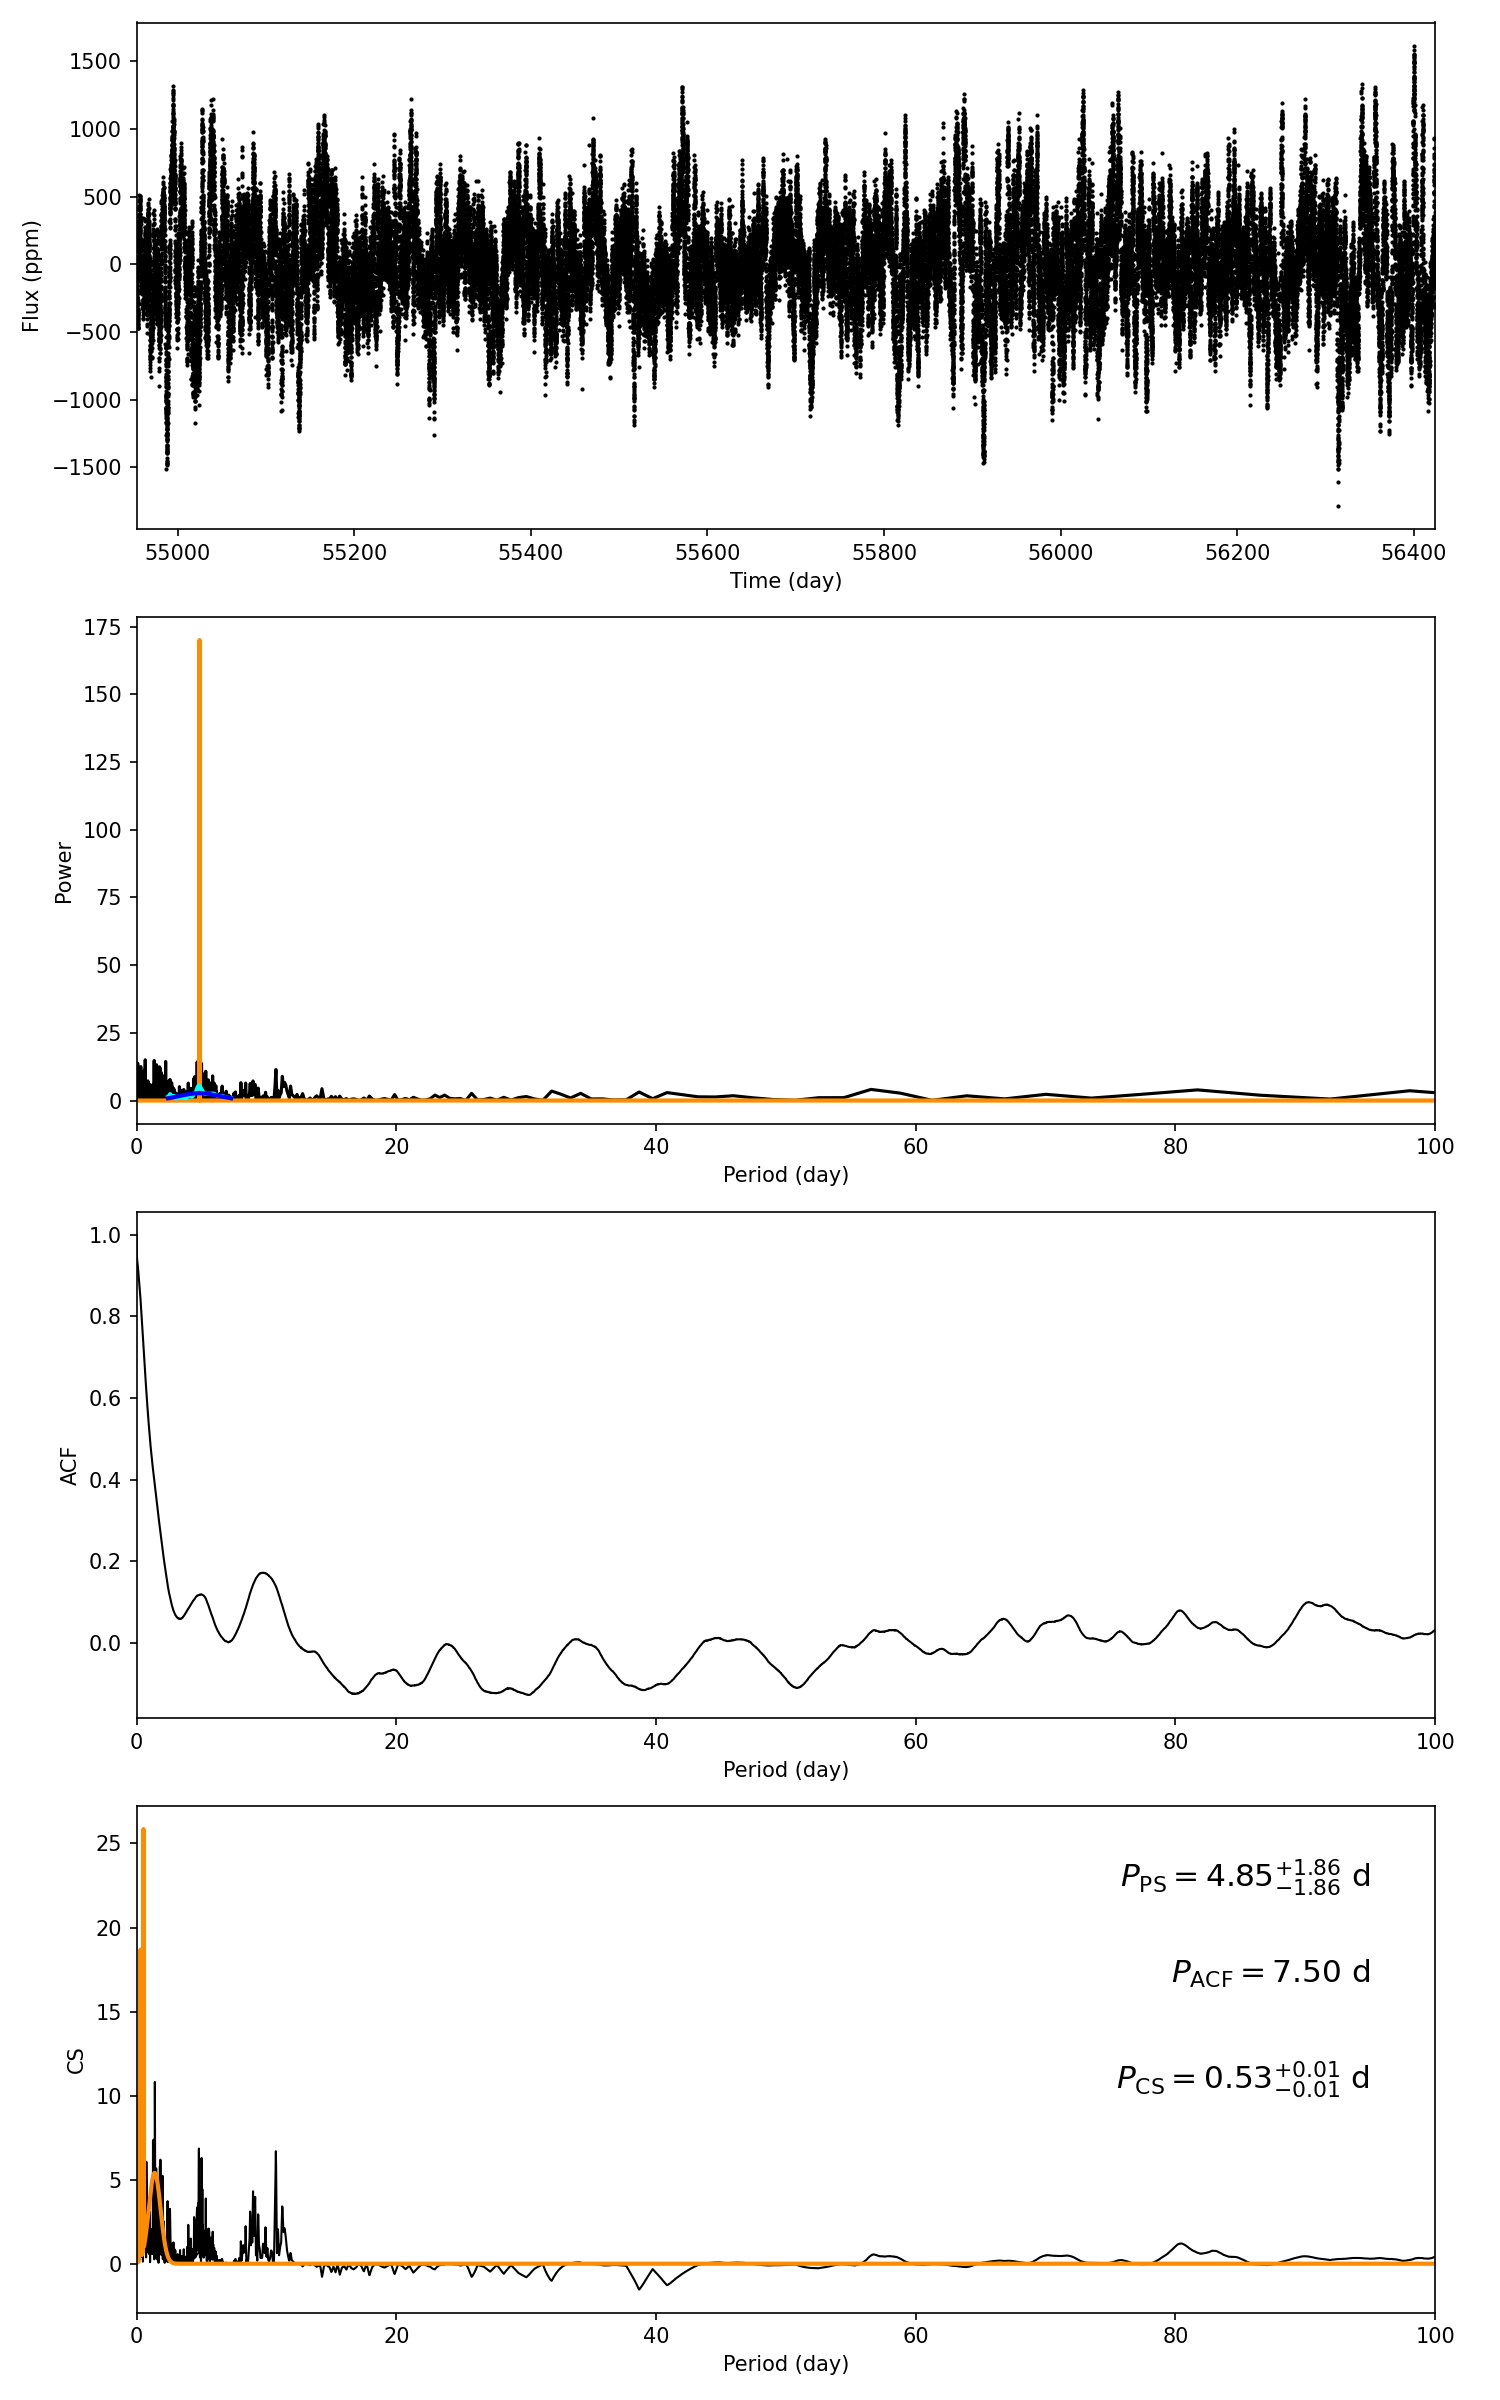 1500
1000
500
0
−500
−1000
−1500
Flux (ppm)
55000 55200 55400 55600 55800 56000 56200 56400
Time (day)
175
150
125
100
75
50
25
0
Power
0 20 40 60 80 100
Period (day)
1.0
0.8
0.6
0.4
0.2
0.0
ACF
0 20 40 60 80 100
Period (day)
25
20
15
10
5
0
CS
P_PS = 4.85^{+1.86}_{−1.86} d
P_ACF = 7.50 d
P_CS = 0.53^{+0.01}_{−0.01} d
0 20 40 60 80 100
Period (day)